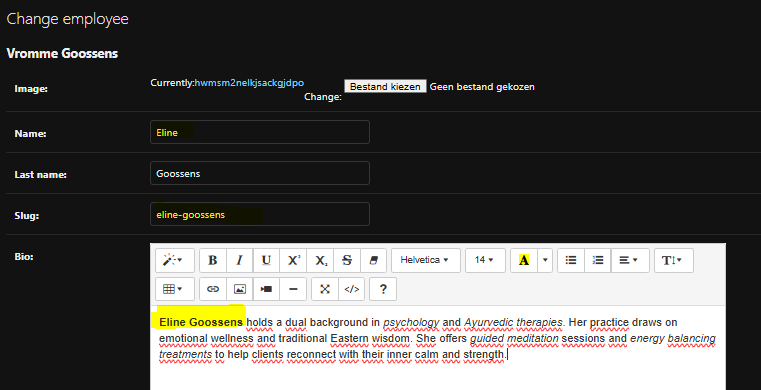 Change employee
Vromme Goossens
Image: Currently:hwmsm2nelkjsackgjdpo
Change: Bestand kiezen Geen bestand gekozen
Name: Eline
Last name: Goossens
Slug: eline-goossens
Bio:
B I U X² X₂ S Helvetica 14 A T
</> ?
Eline Goossens holds a dual background in psychology and Ayurvedic therapies. Her practice draws on
emotional wellness and traditional Eastern wisdom. She offers guided meditation sessions and energy balancing
treatments to help clients reconnect with their inner calm and strength.